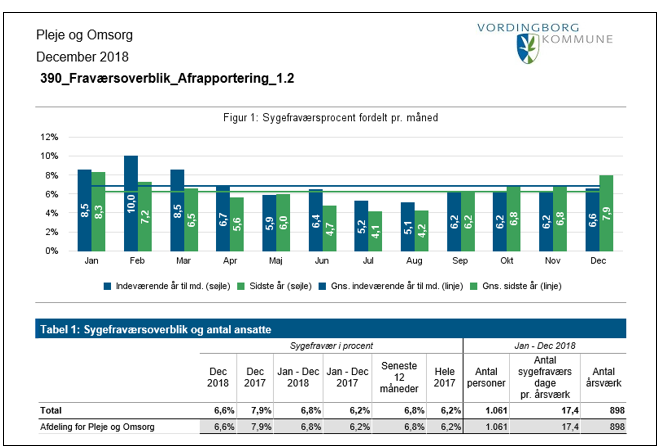 Pleje og Omsorg
December 2018
390_Fraværsoverblik_Afrapportering_1.2
VORDINGBORG
KOMMUNE
Figur 1: Sygefraværsprocent fordelt pr. måned
12%
10%
8%
6%
4%
2%
0%
8,5 8,3 10,0 7,2 8,5 6,5 6,7 5,6 5,9 6,0 6,4 4,7 5,2 4,1 5,1 4,2 6,2 6,2 6,2 6,8 6,2 6,8 6,6 7,9
Jan Feb Mar Apr Maj Jun Jul Aug Sep Okt Nov Dec
Indeværende år til md. (søjle) Sidste år (søjle) Gns. indeværende år til md. (linje) Gns. sidste år (linje)
Tabel 1: Sygefraværsoverblik og antal ansatte
Sygefravær i procent Jan - Dec 2018
Dec 2018 Dec 2017 Jan - Dec 2018 Jan - Dec 2017 Seneste 12 måneder Hele 2017 Antal personer Antal sygefraværs dage pr. årsværk Antal årsværk
Total 6,6% 7,9% 6,8% 6,2% 6,8% 6,2% 1.061 17,4 898
Afdeling for Pleje og Omsorg 6,6% 7,9% 6,8% 6,2% 6,8% 6,2% 1.061 17,4 898